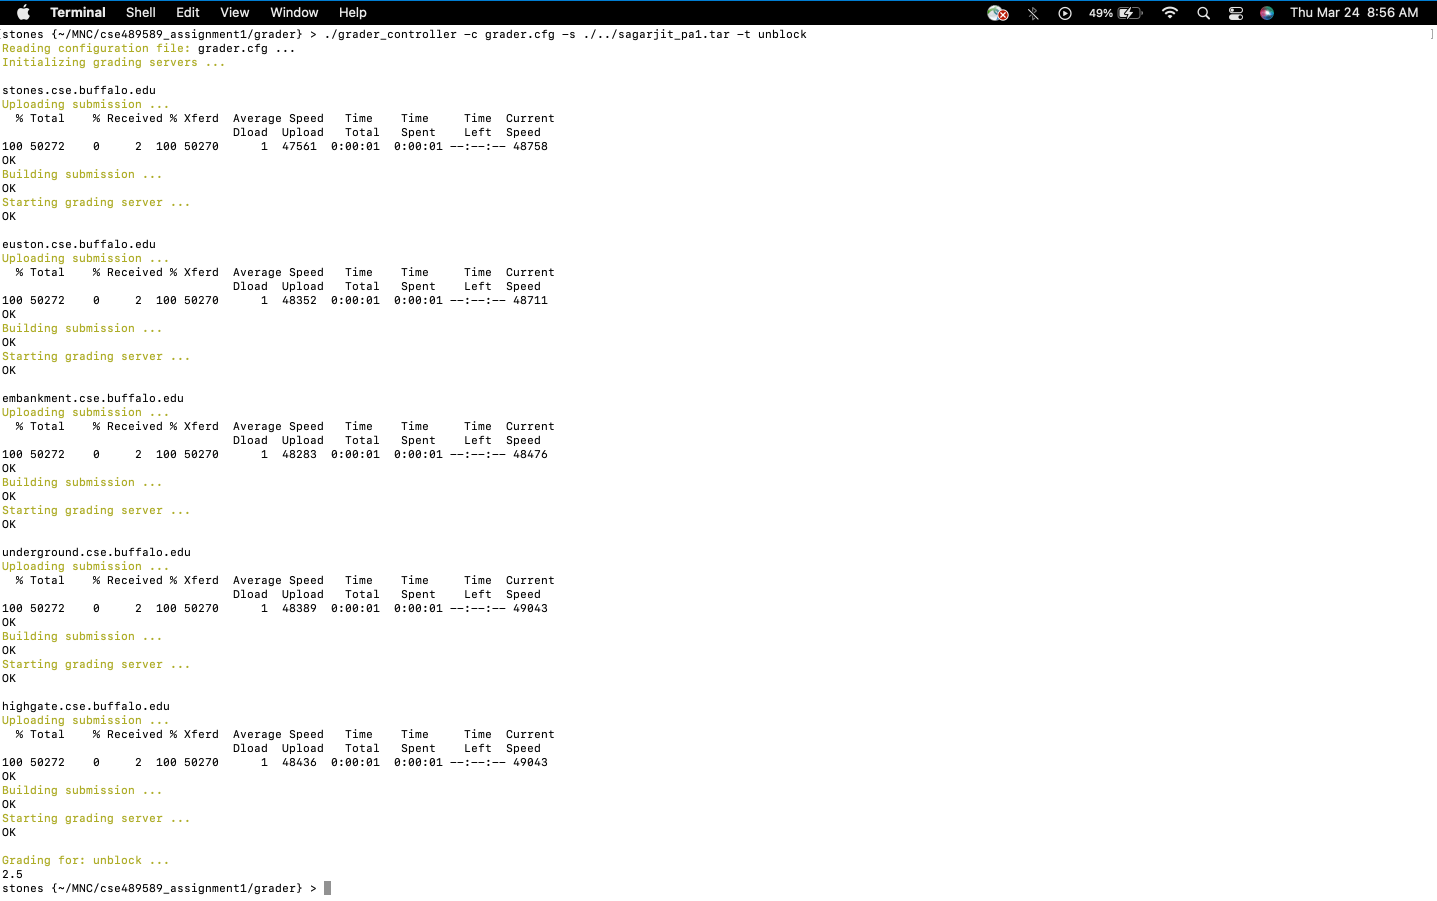 Terminal Shell Edit View Window Help 49% Thu Mar 24 8:56 AM
stones {~/MNC/cse489589_assignment1/grader} > ./grader_controller -c grader.cfg -s ./../sagarjit_pa1.tar -t unblock
Reading configuration file: grader.cfg ...
Initializing grading servers ...
stones.cse.buffalo.edu
Uploading submission ...
% Total % Received % Xferd Average Speed Time Time Time Current
Dload Upload Total Spent Left Speed
100 50272 0 2 100 50270 1 47561 0:00:01 0:00:01 --:--:-- 48758
OK
Building submission ...
OK
Starting grading server ...
OK
euston.cse.buffalo.edu
Uploading submission ...
% Total % Received % Xferd Average Speed Time Time Time Current
Dload Upload Total Spent Left Speed
100 50272 0 2 100 50270 1 48352 0:00:01 0:00:01 --:--:-- 48711
OK
Building submission ...
OK
Starting grading server ...
OK
embankment.cse.buffalo.edu
Uploading submission ...
% Total % Received % Xferd Average Speed Time Time Time Current
Dload Upload Total Spent Left Speed
100 50272 0 2 100 50270 1 48283 0:00:01 0:00:01 --:--:-- 48476
OK
Building submission ...
OK
Starting grading server ...
OK
underground.cse.buffalo.edu
Uploading submission ...
% Total % Received % Xferd Average Speed Time Time Time Current
Dload Upload Total Spent Left Speed
100 50272 0 2 100 50270 1 48389 0:00:01 0:00:01 --:--:-- 49043
OK
Building submission ...
OK
Starting grading server ...
OK
highgate.cse.buffalo.edu
Uploading submission ...
% Total % Received % Xferd Average Speed Time Time Time Current
Dload Upload Total Spent Left Speed
100 50272 0 2 100 50270 1 48436 0:00:01 0:00:01 --:--:-- 49043
OK
Building submission ...
OK
Starting grading server ...
OK
Grading for: unblock ...
2.5
stones {~/MNC/cse489589_assignment1/grader} >